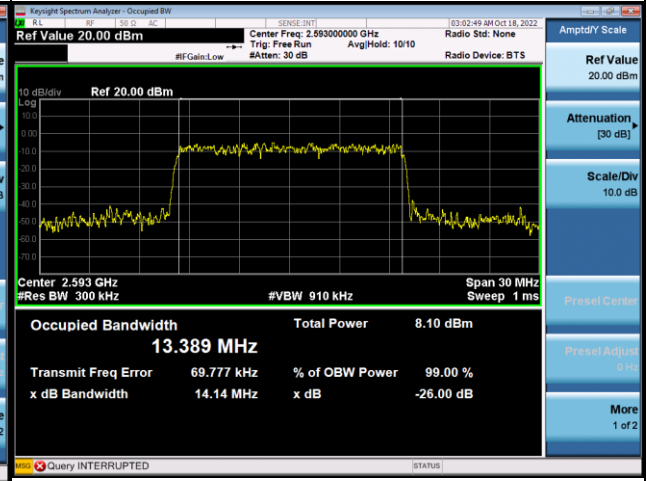 Keysight Spectrum Analyzer - Occupied BW
RL RF 50 Ω AC SENSE:INT 03:02:49 AM Oct 18, 2022
Ref Value 20.00 dBm
Center Freq: 2.593000000 GHz
Radio Std: None
Trig: Free Run Avg|Hold: 10/10
#IFGain:Low
#Atten: 30 dB
Radio Device: BTS
10 dB/div Ref 20.00 dBm
Log
10.0
0.00
-10.0
-20.0
-30.0
-40.0
-50.0
-60.0
-70.0
Center 2.593 GHz
Span 30 MHz
#Res BW 300 kHz
#VBW 910 kHz
Sweep 1 ms
Occupied Bandwidth
Total Power 8.10 dBm
13.389 MHz
Transmit Freq Error 69.777 kHz
% of OBW Power 99.00 %
x dB Bandwidth 14.14 MHz
x dB -26.00 dB
MSG Query INTERRUPTED
STATUS
Amptd/Y Scale
Ref Value
20.00 dBm
Attenuation
[30 dB]
Scale/Div
10.0 dB
Presel Center
Presel Adjust
0 Hz
More
1 of 2